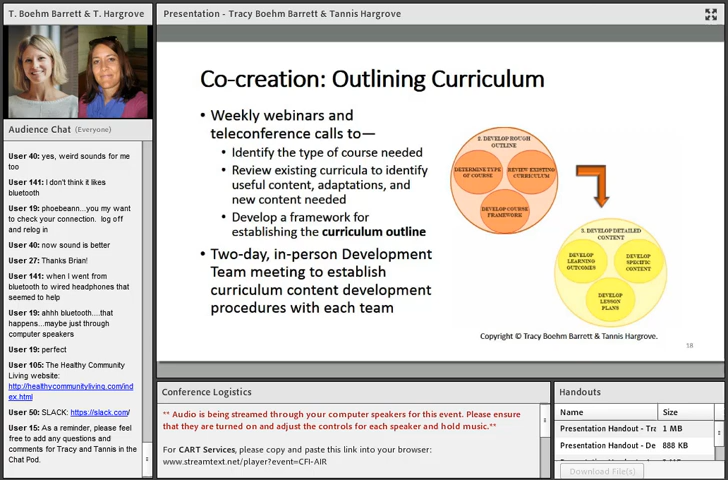 T. Boehm Barrett & T. Hargrove
Audience Chat (Everyone)
User 40: yes, weird sounds for me
too
User 141: I don't think it likes
bluetooth
User 19: phoebeann...you my want
to check your connection. log off
and relog in
User 40: now sound is better
User 27: Thanks Brian!
User 141: when I went from
bluetooth to wired headphones that
seemed to help
User 19: ahhh bluetooth....that
happens...maybe just through
computer speakers
User 19: perfect
User 105: The Healthy Community
Living website:
http://healthycommunityliving.com/ind
ex.html
User 50: SLACK: https://slack.com/
User 15: As a reminder, please feel
free to add any questions and
comments for Tracy and Tannis in the
Chat Pod.
Presentation - Tracy Boehm Barrett & Tannis Hargrove
Co-creation: Outlining Curriculum
• Weekly webinars and
teleconference calls to—
• Identify the type of course needed
• Review existing curricula to identify
useful content, adaptations, and
new content needed
• Develop a framework for
establishing the curriculum outline
• Two-day, in-person Development
Team meeting to establish
curriculum content development
procedures with each team
2. DEVELOP ROUGH
OUTLINE
DETERMINE TYPE
OF COURSE
REVIEW EXISTING
CURRICULUM
DEVELOP COURSE
FRAMEWORK
3. DEVELOP DETAILED
CONTENT
DEVELOP
LEARNING
OUTCOMES
DEVELOP
SPECIFIC
CONTENT
DEVELOP
LESSON
PLANS
Copyright © Tracy Boehm Barrett & Tannis Hargrove.
18
Conference Logistics
** Audio is being streamed through your computer speakers for this event. Please ensure
that they are turned on and adjust the controls for each speaker and hold music.**
For CART Services, please copy and paste this link into your browser:
www.streamtext.net/player?event=CFI-AIR
Handouts
Name Size
Presentation Handout - Tra 1 MB
Presentation Handout - De 888 KB
Download File(s)